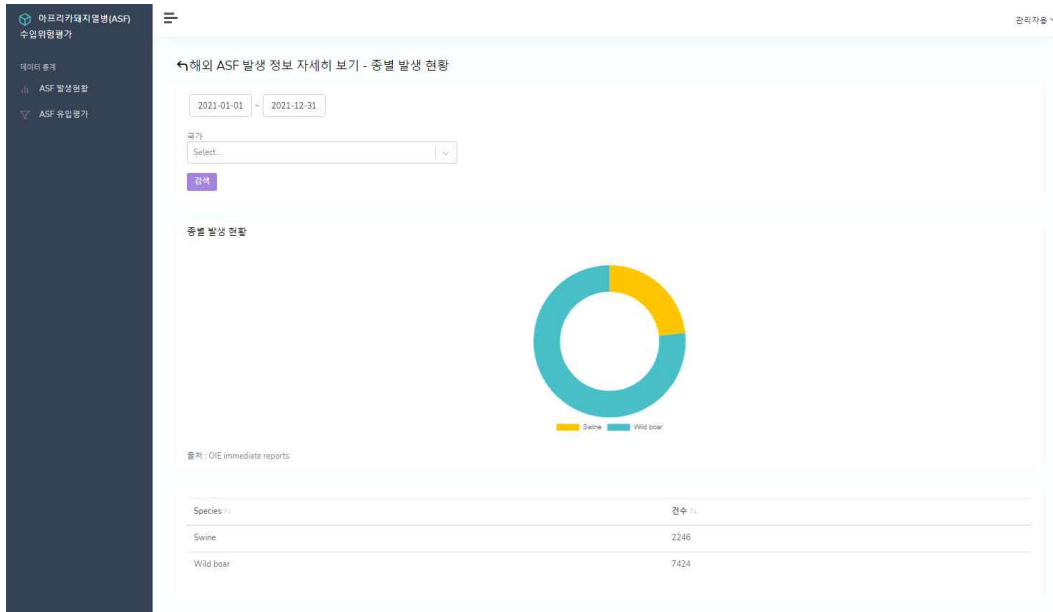 아프리카돼지열병(ASF)
수입위험평가
관리자용
데이터 통계
ASF 발생현황
ASF 유입평가
해외 ASF 발생 정보 자세히 보기 - 종별 발생 현황
2021-01-01 ~ 2021-12-31
국가
Select...
검색
종별 발생 현황
Swine Wild boar
출처 : OIE immediate reports
Species 건수
Swine 2246
Wild boar 7424